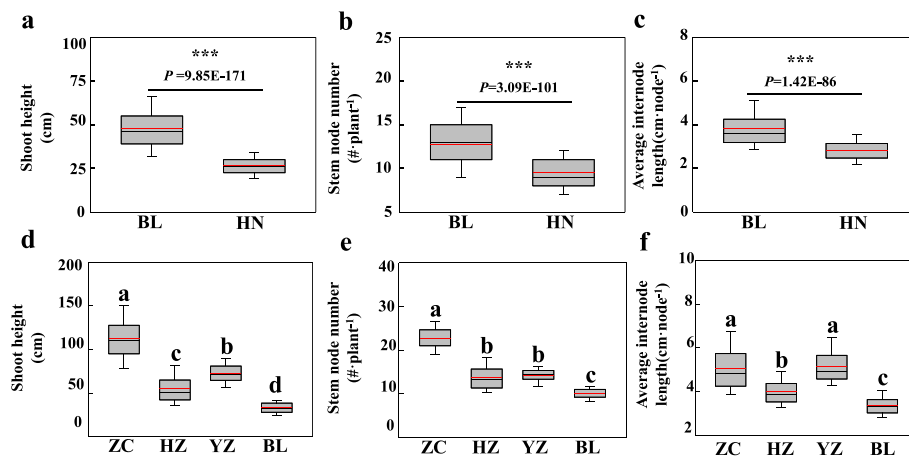 a
Shoot height
(cm)
100
75
50
25
0
***
P =9.85E-171
BL HN
b
Stem node number
(#·plant⁻¹)
25
20
15
10
5
***
P=3.09E-101
BL HN
c
Average internode
length(cm·node⁻¹)
8
6
4
2
0
***
P=1.42E-86
BL HN
d
Shoot height
(cm)
200
150
100
50
0
a
c
b
d
ZC HZ YZ BL
e
Stem node number
(#·plant⁻¹)
40
30
20
10
0
a
b
b
c
ZC HZ YZ BL
f
Average internode
length(cm·node⁻¹)
10
8
6
4
2
a
b
a
c
ZC HZ YZ BL